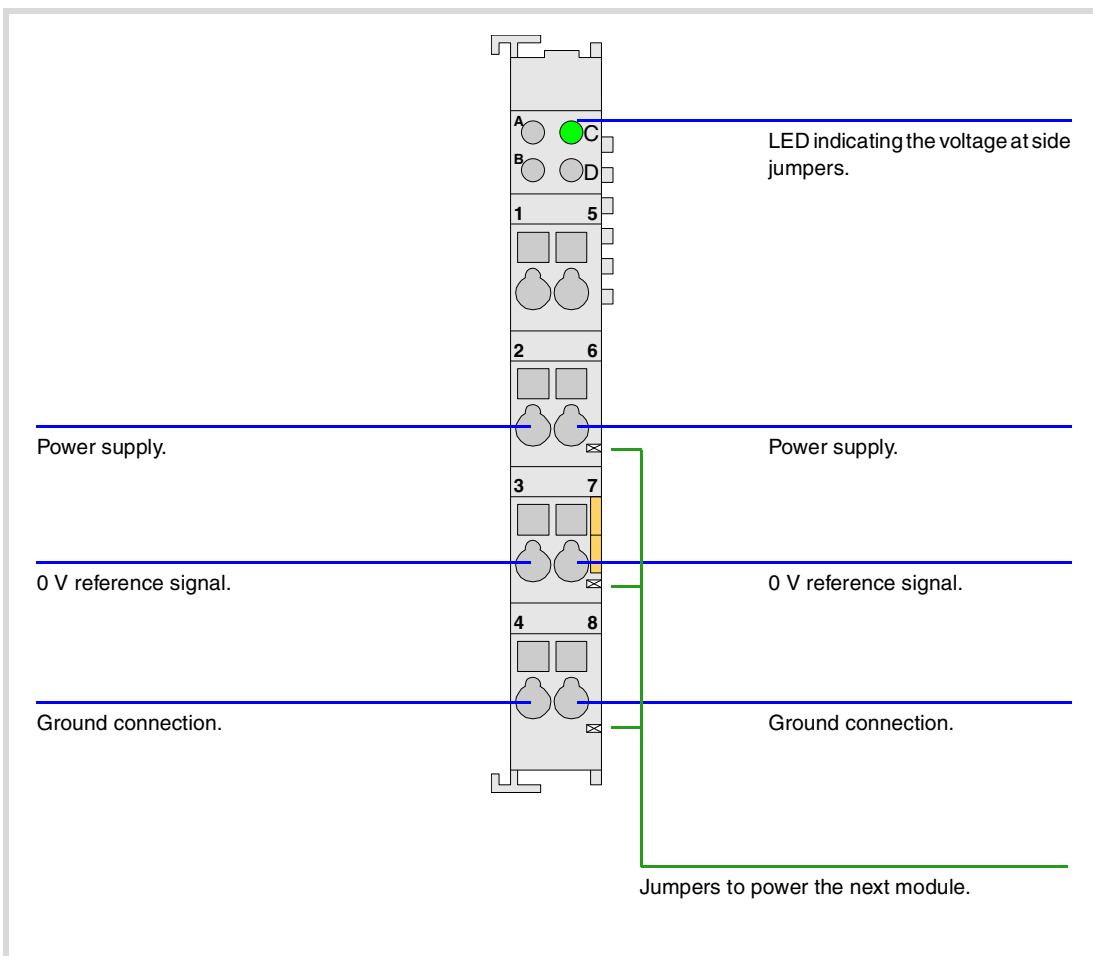 A C
LED indicating the voltage at side
jumpers.
B D
1 5
2 6
Power supply. Power supply.
3 7
0 V reference signal. 0 V reference signal.
4 8
Ground connection. Ground connection.
Jumpers to power the next module.